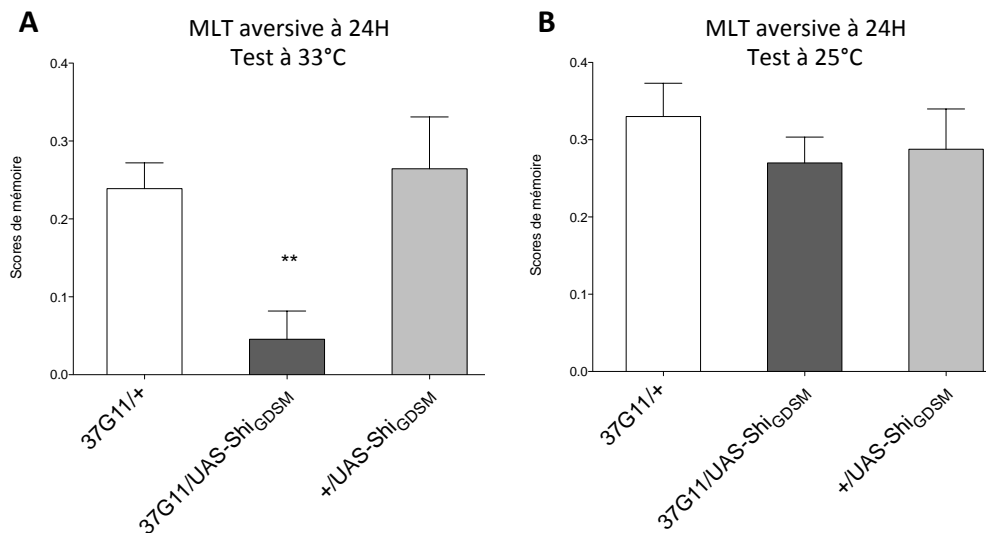 A
MLT aversive à 24H
Test à 33°C
Scores de mémoire
0.4
0.3
0.2
0.1
0.0
**
37G11/+
37G11/UAS-ShiGDSM
+/UAS-ShiGDSM
B
MLT aversive à 24H
Test à 25°C
Scores de mémoire
0.4
0.3
0.2
0.1
0.0
37G11/+
37G11/UAS-ShiGDSM
+/UAS-ShiGDSM